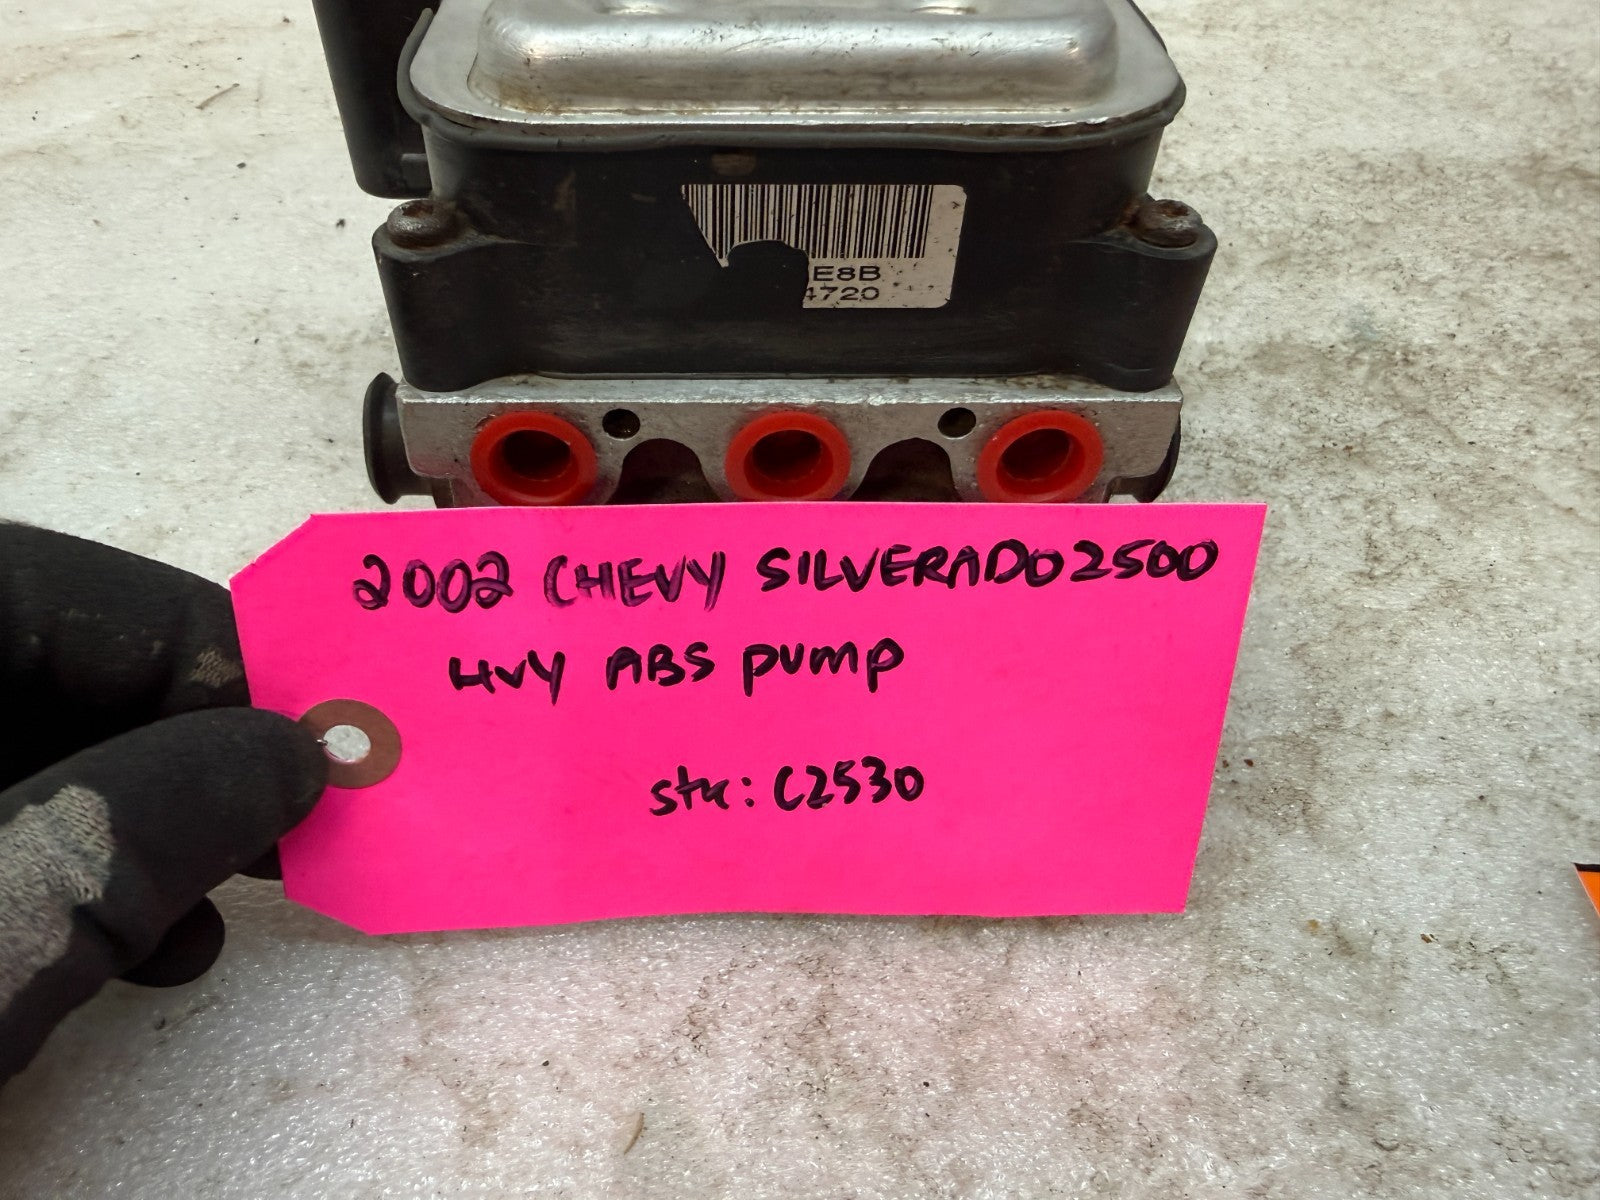 E8B
4720
2002 CHEVY SILVERADO 2500
HVY ABS PUMP
stk: C2530